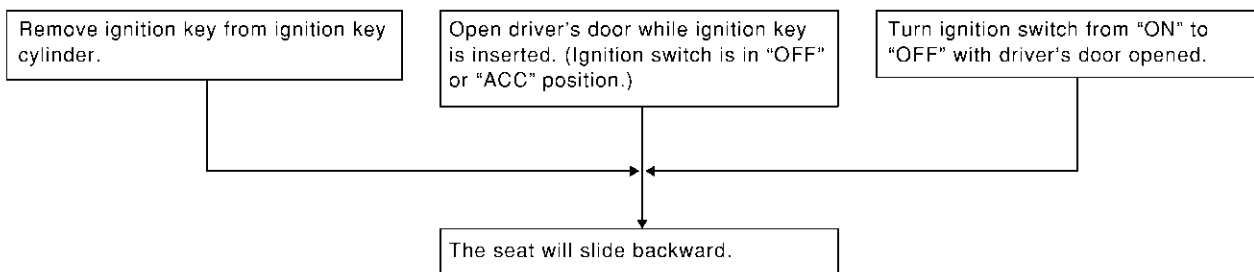 Remove ignition key from ignition key
cylinder.
Open driver's door while ignition key
is inserted. (Ignition switch is in “OFF”
or “ACC” position.)
Turn ignition switch from “ON” to
“OFF” with driver's door opened.
The seat will slide backward.